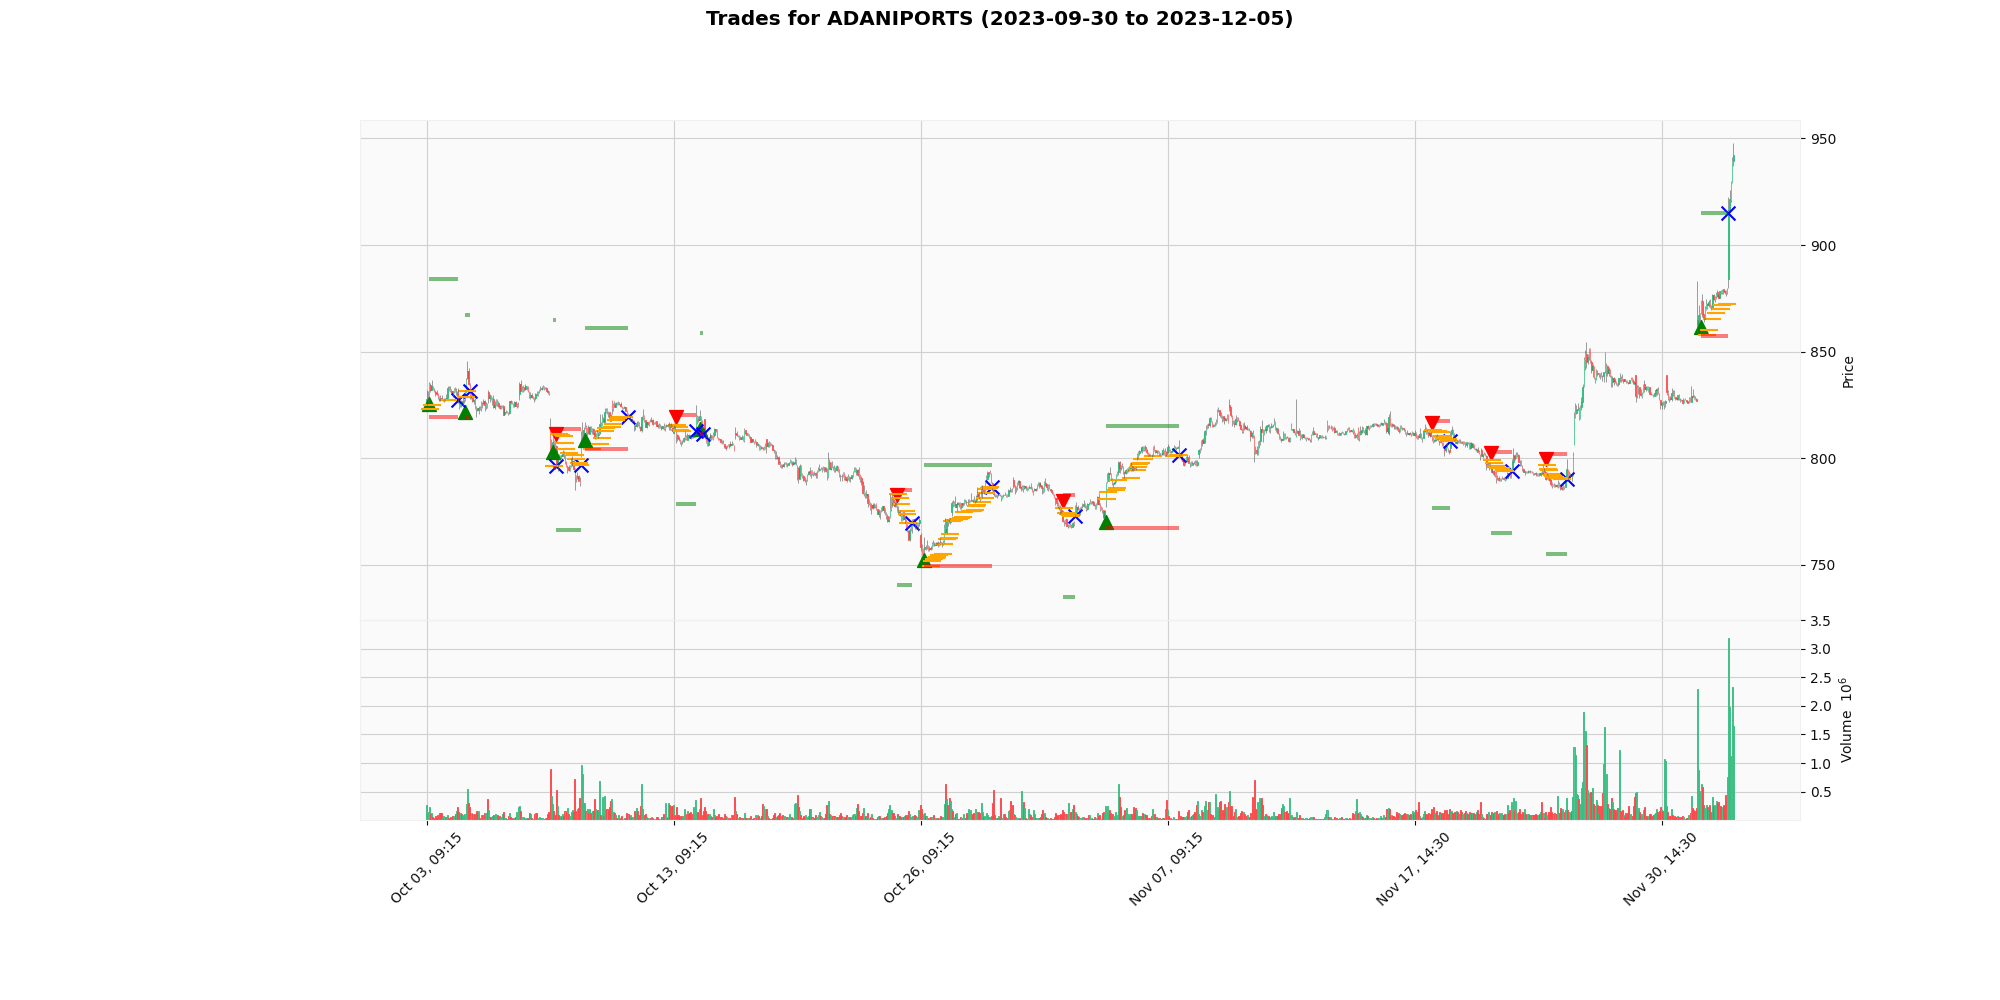 Trades for ADANIPORTS (2023-09-30 to 2023-12-05)
950
900
850
800
750
Price
3.5
3.0
2.5
2.0
1.5
1.0
0.5
Volume 10⁶
Oct 03, 09:15
Oct 13, 09:15
Oct 26, 09:15
Nov 07, 09:15
Nov 17, 14:30
Nov 30, 14:30